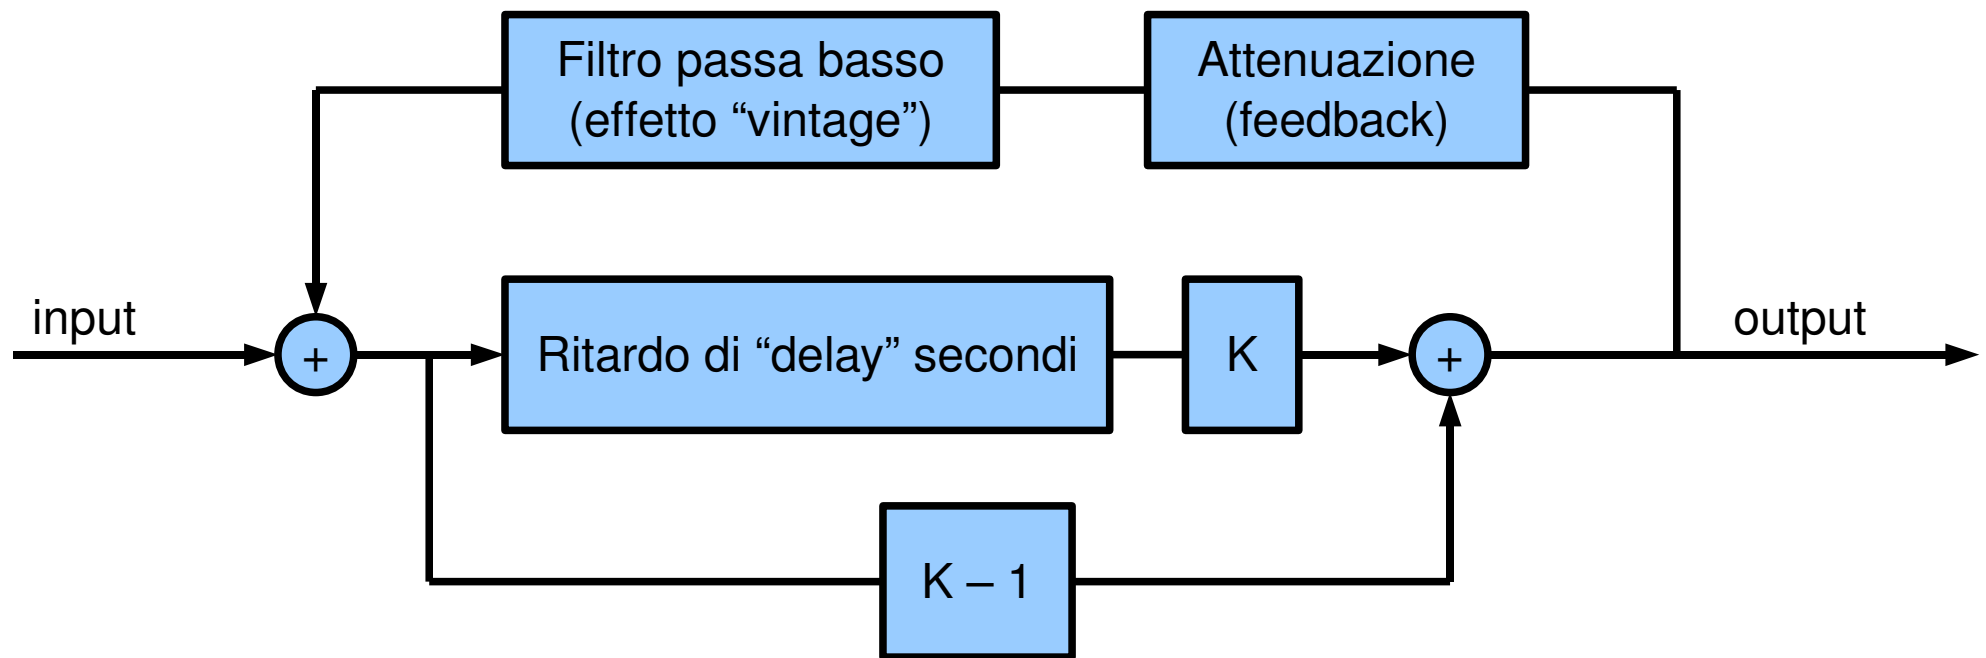 Filtro passa basso
(effetto “vintage”)
Attenuazione
(feedback)
input
+
Ritardo di “delay” secondi
K
+
output
K – 1